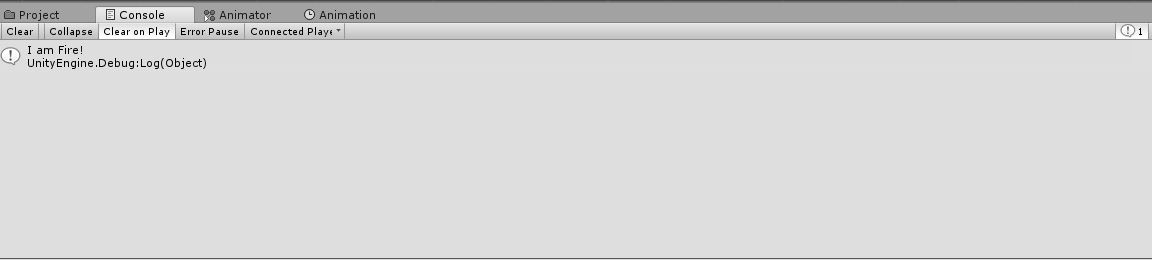 Project Console Animator Animation
Clear Collapse Clear on Play Error Pause Connected Playe 1
I am Fire!
UnityEngine.Debug:Log(Object)